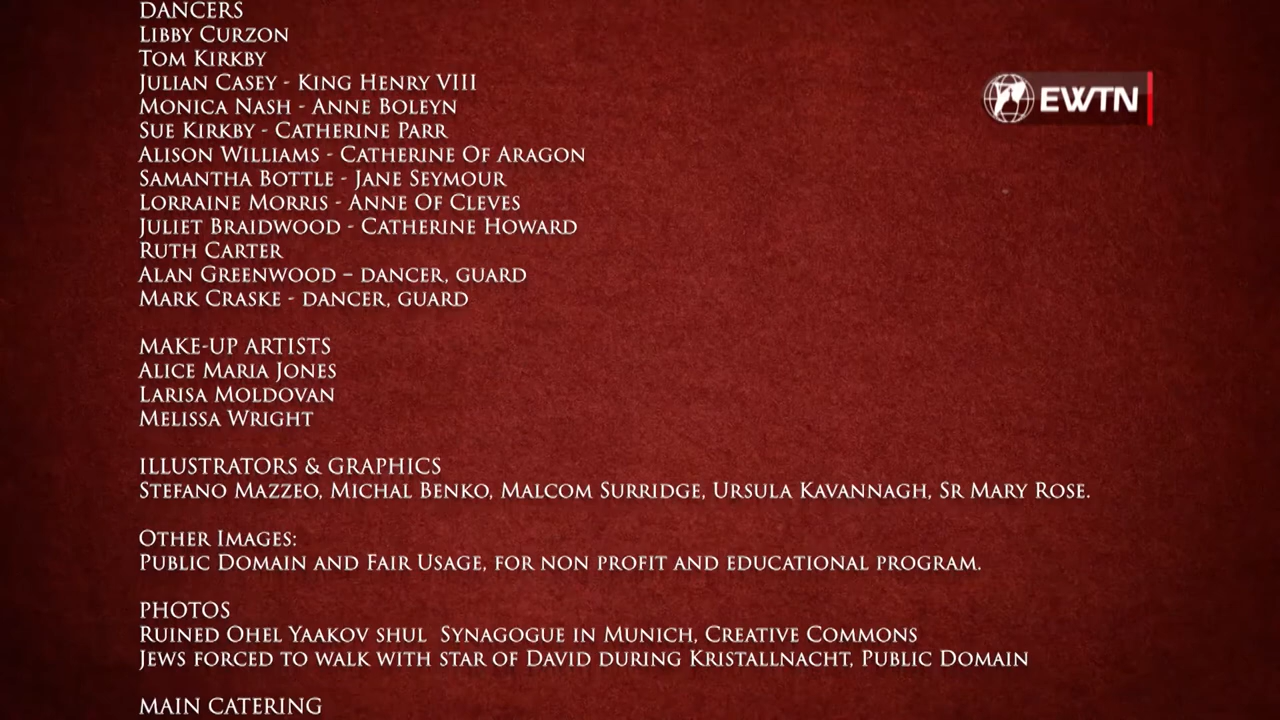 DANCERS
LIBBY CURZON
TOM KIRKBY
JULIAN CASEY - KING HENRY VIII
MONICA NASH - ANNE BOLEYN
SUE KIRKBY - CATHERINE PARR
ALISON WILLIAMS - CATHERINE OF ARAGON
SAMANTHA BOTTLE - JANE SEYMOUR
LORRAINE MORRIS - ANNE OF CLEVES
JULIET BRAIDWOOD - CATHERINE HOWARD
RUTH CARTER
ALAN GREENWOOD – DANCER, GUARD
MARK CRASKE - DANCER, GUARD
EWTN
MAKE-UP ARTISTS
ALICE MARIA JONES
LARISA MOLDOVAN
MELISSA WRIGHT
ILLUSTRATORS & GRAPHICS
STEFANO MAZZEO, MICHAL BENKO, MALCOM SURRIDGE, URSULA KAVANNAGH, SR MARY ROSE.
OTHER IMAGES:
PUBLIC DOMAIN AND FAIR USAGE, FOR NON PROFIT AND EDUCATIONAL PROGRAM.
PHOTOS
RUINED OHEL YAAKOV SHUL  SYNAGOGUE IN MUNICH, CREATIVE COMMONS
JEWS FORCED TO WALK WITH STAR OF DAVID DURING KRISTALLNACHT, PUBLIC DOMAIN
MAIN CATERING